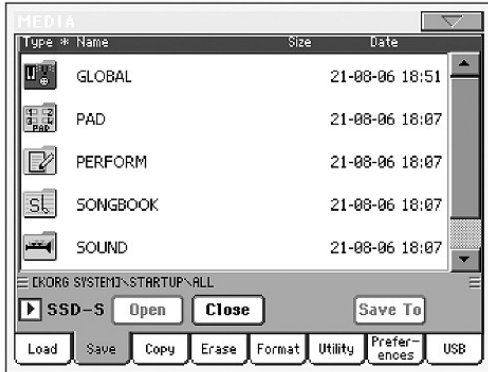 MEDIA
Type * Name Size Date
GLOBAL 21-08-06 18:51
PAD PAD 21-08-06 18:07
PERFORM 21-08-06 18:07
SONGBOOK 21-08-06 18:07
SOUND 21-08-06 18:07
[KORG SYSTEM]\STARTUP\ALL
SSD-S Open Close Save To
Load Save Copy Erase Format Utility Prefer-ences USB